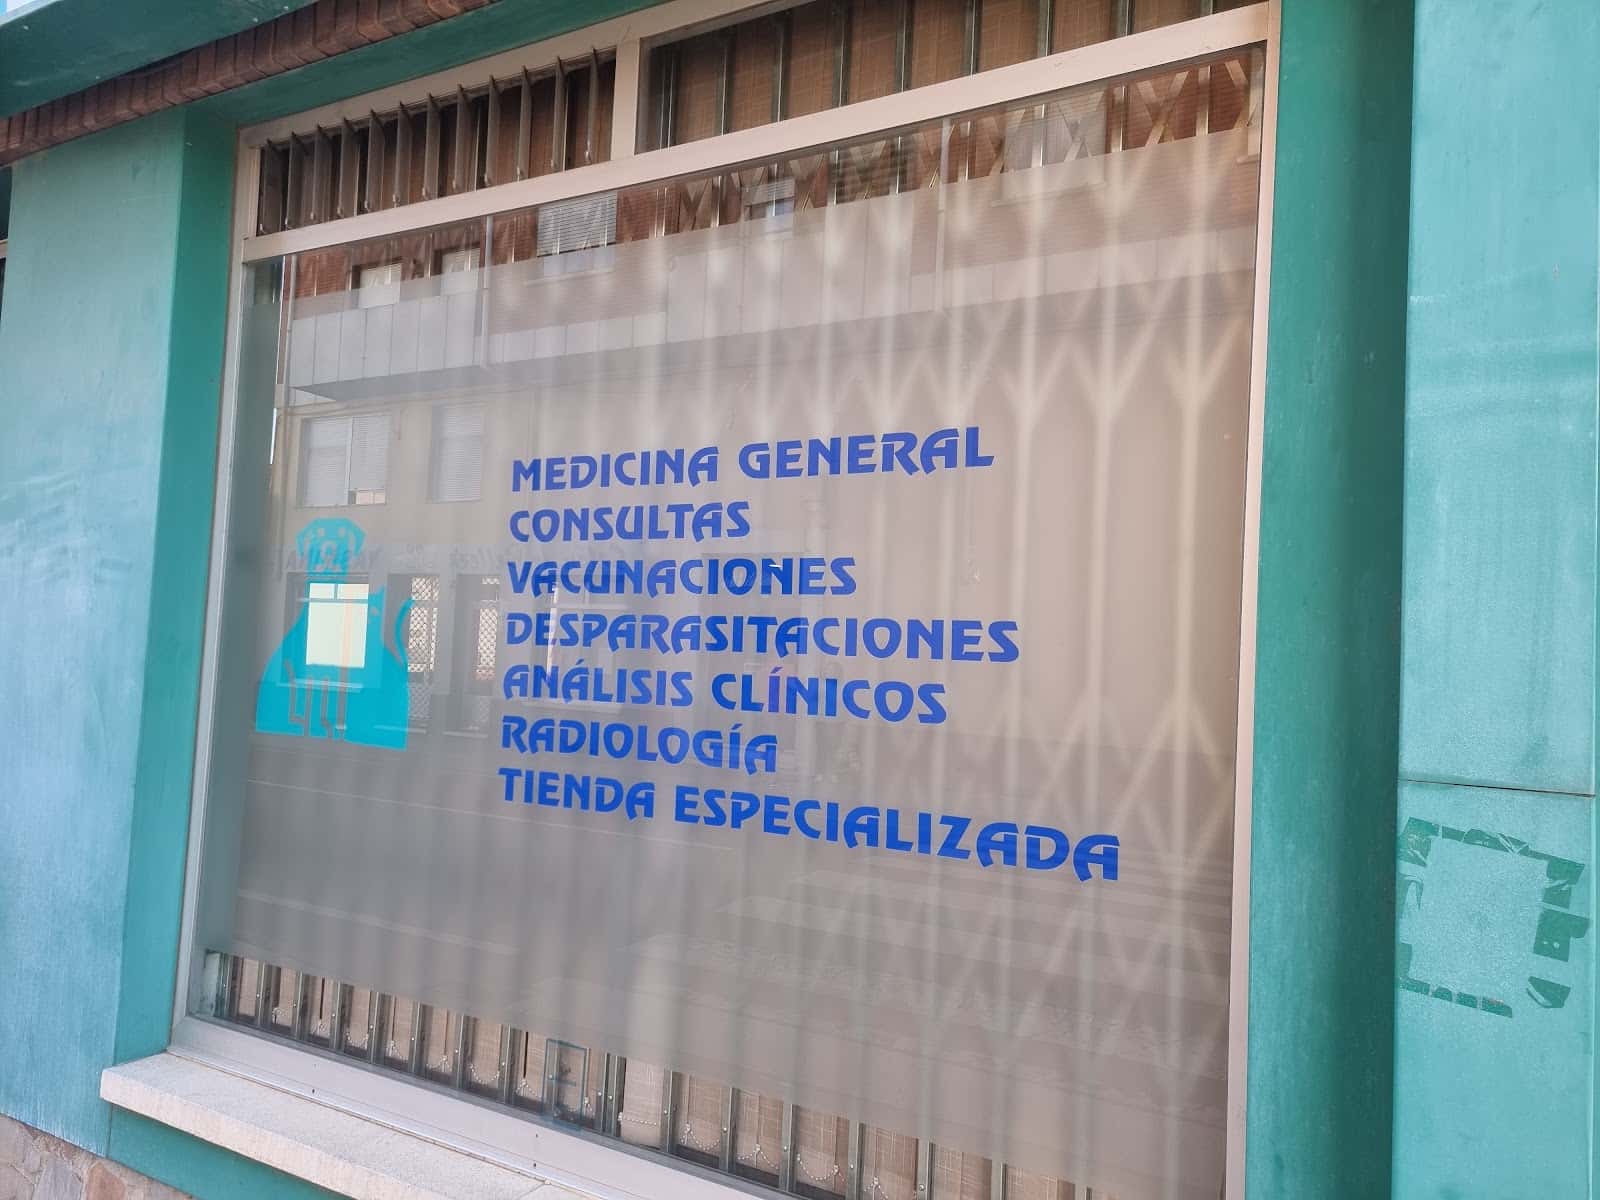 MEDICINA GENERAL
CONSULTAS
VACUNACIONES
DESPARASITACIONES
ANÁLISIS CLÍNICOS
RADIOLOGÍA
TIENDA ESPECIALIZADA